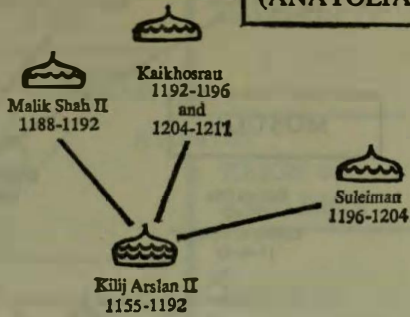 (ANATOLIA
Kaikhosrau
1192-1196
and
1204-1211
Malik Shah II
1188-1192
Suleiman
1196-1204
Kilij Arslan II
1155-1192